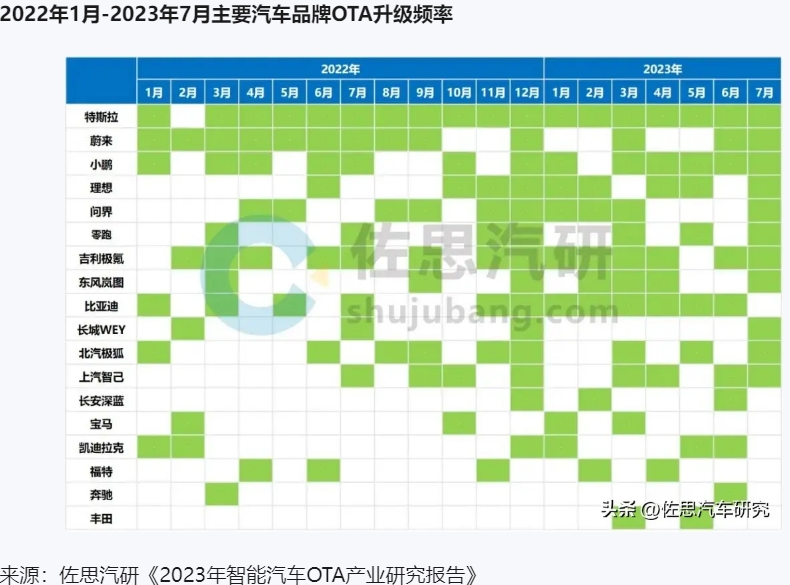 2022年1月-2023年7月主要汽车品牌OTA升级频率
2022年 2023年
1月 2月 3月 4月 5月 6月 7月 8月 9月 10月 11月 12月 1月 2月 3月 4月 5月 6月 7月
特斯拉
蔚来
小鹏
理想
问界
零跑
吉利极氪
东风岚图
比亚迪
长城WEY
北汽极狐
上汽智己
长安深蓝
宝马
凯迪拉克
福特
奔驰
丰田
佐思汽研
shujubang.com
头条 @佐思汽车研究
来源：佐思汽研《2023年智能汽车OTA产业研究报告》